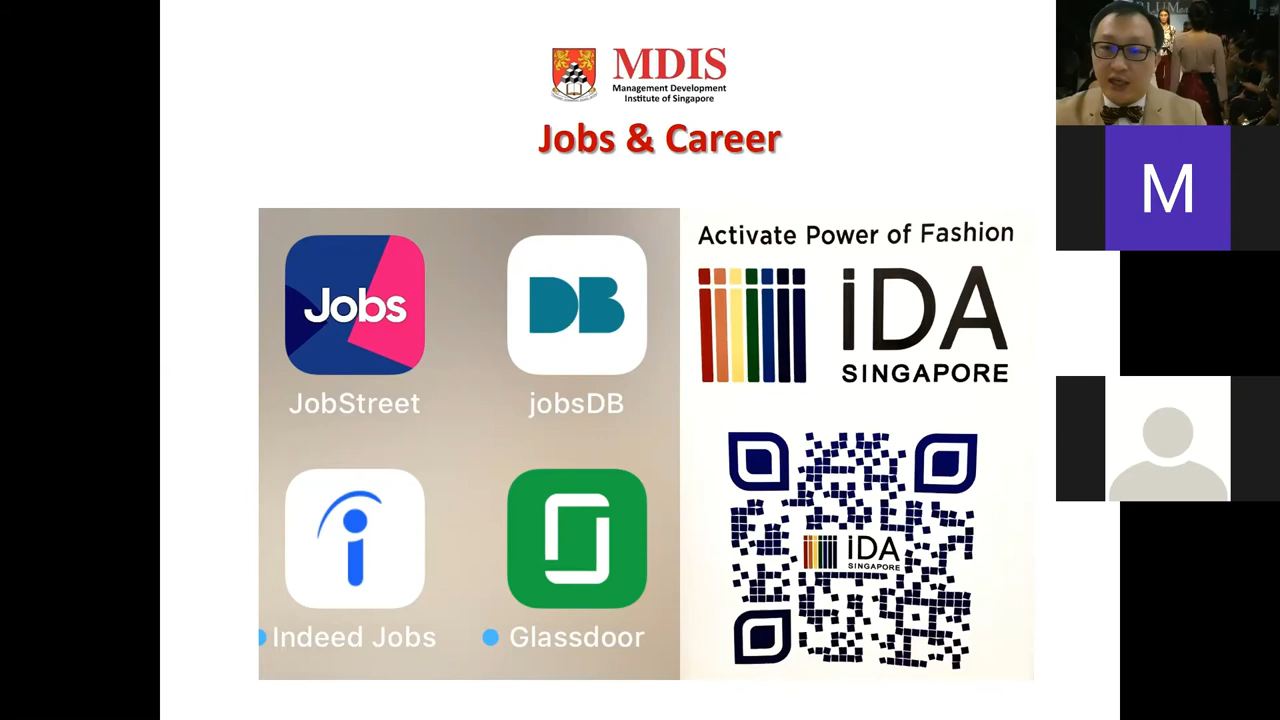 MDIS
Management Development
Institute of Singapore
Jobs & Career
Jobs
DB
JobStreet
jobsDB
Indeed Jobs
Glassdoor
Activate Power of Fashion
iDA
SINGAPORE
iDA
SINGAPORE
M